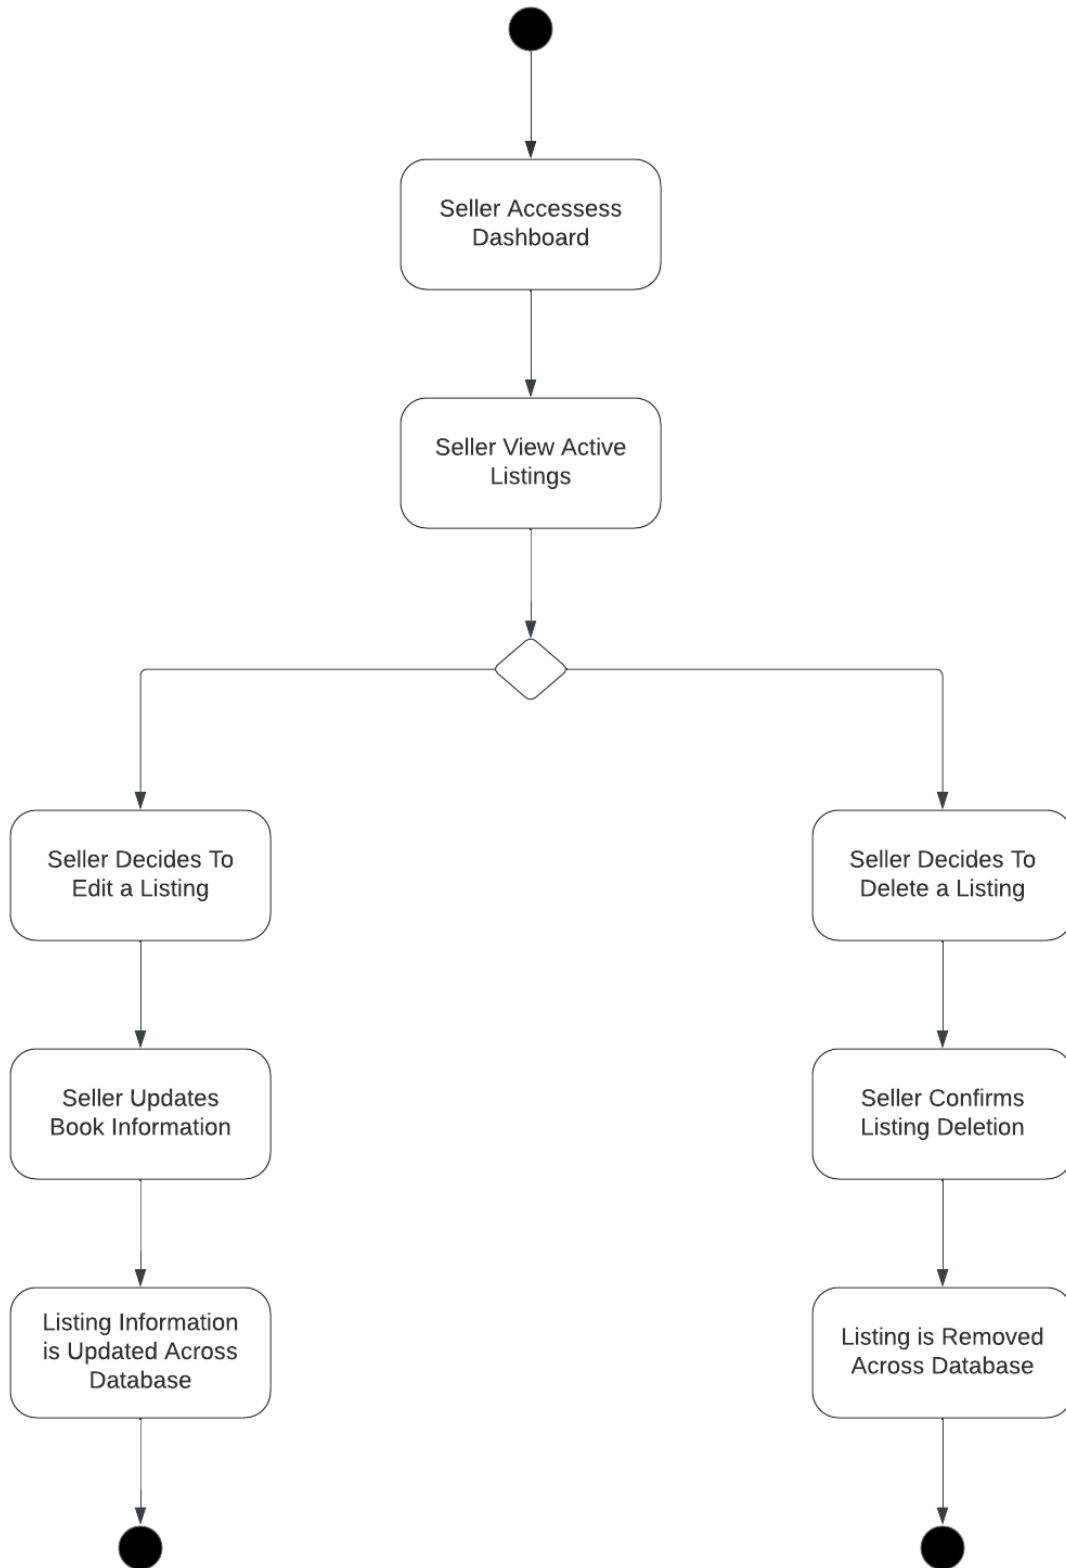 Seller Accessess
Dashboard
Seller View Active
Listings
Seller Decides To
Edit a Listing
Seller Decides To
Delete a Listing
Seller Updates
Book Information
Seller Confirms
Listing Deletion
Listing Information
is Updated Across
Database
Listing is Removed
Across Database